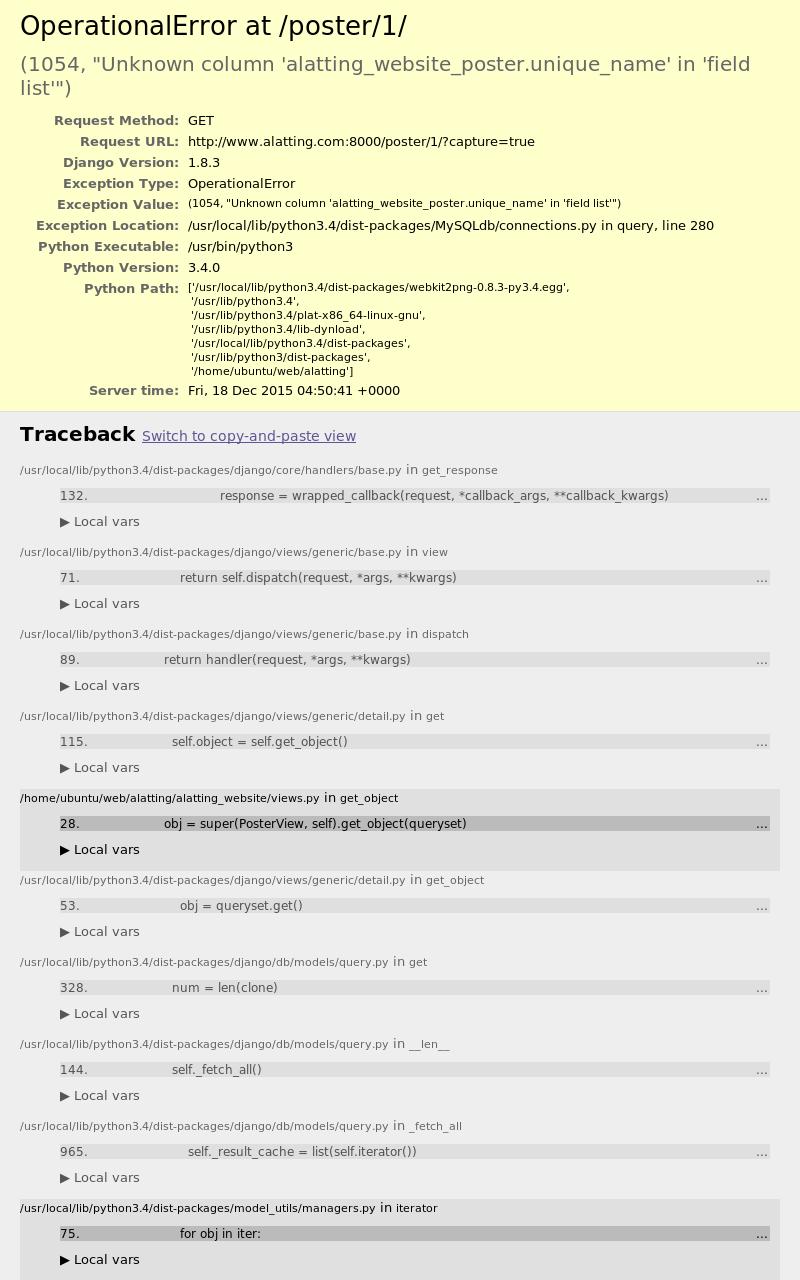 OperationalError at /poster/1/
(1054, "Unknown column 'alatting_website_poster.unique_name' in 'field
list'")
Request Method: GET
Request URL: http://www.alatting.com:8000/poster/1/?capture=true
Django Version: 1.8.3
Exception Type: OperationalError
Exception Value: (1054, "Unknown column 'alatting_website_poster.unique_name' in 'field list'")
Exception Location: /usr/local/lib/python3.4/dist-packages/MySQLdb/connections.py in query, line 280
Python Executable: /usr/bin/python3
Python Version: 3.4.0
Python Path: ['/usr/local/lib/python3.4/dist-packages/webkit2png-0.8.3-py3.4.egg',
'/usr/lib/python3.4',
'/usr/lib/python3.4/plat-x86_64-linux-gnu',
'/usr/lib/python3.4/lib-dynload',
'/usr/local/lib/python3.4/dist-packages',
'/usr/lib/python3/dist-packages',
'/home/ubuntu/web/alatting']
Server time: Fri, 18 Dec 2015 04:50:41 +0000
Traceback Switch to copy-and-paste view
/usr/local/lib/python3.4/dist-packages/django/core/handlers/base.py in get_response
132. response = wrapped_callback(request, *callback_args, **callback_kwargs) ...
▶ Local vars
/usr/local/lib/python3.4/dist-packages/django/views/generic/base.py in view
71. return self.dispatch(request, *args, **kwargs) ...
▶ Local vars
/usr/local/lib/python3.4/dist-packages/django/views/generic/base.py in dispatch
89. return handler(request, *args, **kwargs) ...
▶ Local vars
/usr/local/lib/python3.4/dist-packages/django/views/generic/detail.py in get
115. self.object = self.get_object() ...
▶ Local vars
/home/ubuntu/web/alatting/alatting_website/views.py in get_object
28. obj = super(PosterView, self).get_object(queryset) ...
▶ Local vars
/usr/local/lib/python3.4/dist-packages/django/views/generic/detail.py in get_object
53. obj = queryset.get() ...
▶ Local vars
/usr/local/lib/python3.4/dist-packages/django/db/models/query.py in get
328. num = len(clone) ...
▶ Local vars
/usr/local/lib/python3.4/dist-packages/django/db/models/query.py in __len__
144. self._fetch_all() ...
▶ Local vars
/usr/local/lib/python3.4/dist-packages/django/db/models/query.py in _fetch_all
965. self._result_cache = list(self.iterator()) ...
▶ Local vars
/usr/local/lib/python3.4/dist-packages/model_utils/managers.py in iterator
75. for obj in iter: ...
▶ Local vars